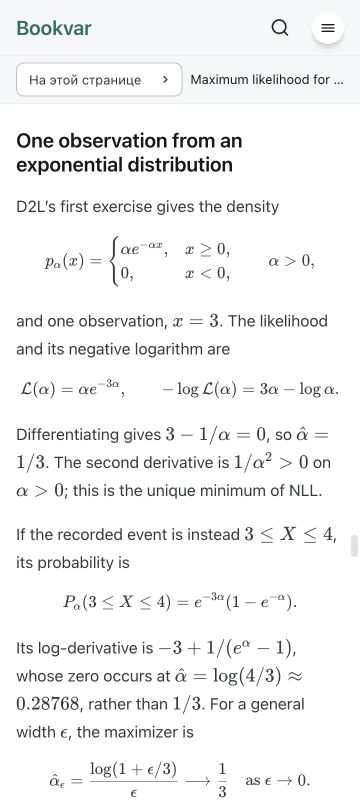 Bookvar
На этой странице
Maximum likelihood for ...
One observation from an
exponential distribution
D2L's first exercise gives the density
pα(x) = { αe^{−αx}, x ≥ 0, α > 0,
0, x < 0,
and one observation, x = 3. The likelihood
and its negative logarithm are
ℒ(α) = αe^{−3α}, − log ℒ(α) = 3α − log α.
Differentiating gives 3 − 1/α = 0, so α̂ =
1/3. The second derivative is 1/α² > 0 on
α > 0; this is the unique minimum of NLL.
If the recorded event is instead 3 ≤ X ≤ 4,
its probability is
Pα(3 ≤ X ≤ 4) = e^{−3α}(1 − e^{−α}).
Its log-derivative is −3 + 1/(e^α − 1),
whose zero occurs at α̂ = log(4/3) ≈
0.28768, rather than 1/3. For a general
width ϵ, the maximizer is
α̂_ϵ = log(1 + ϵ/3) / ϵ ⟶ 1/3 as ϵ → 0.